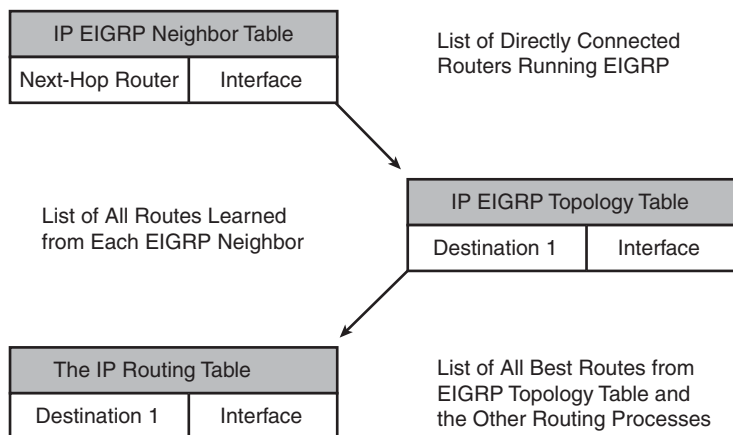 IP EIGRP Neighbor Table
Next-Hop Router
Interface
List of Directly Connected
Routers Running EIGRP
List of All Routes Learned
from Each EIGRP Neighbor
IP EIGRP Topology Table
Destination 1
Interface
The IP Routing Table
Destination 1
Interface
List of All Best Routes from
EIGRP Topology Table and
the Other Routing Processes